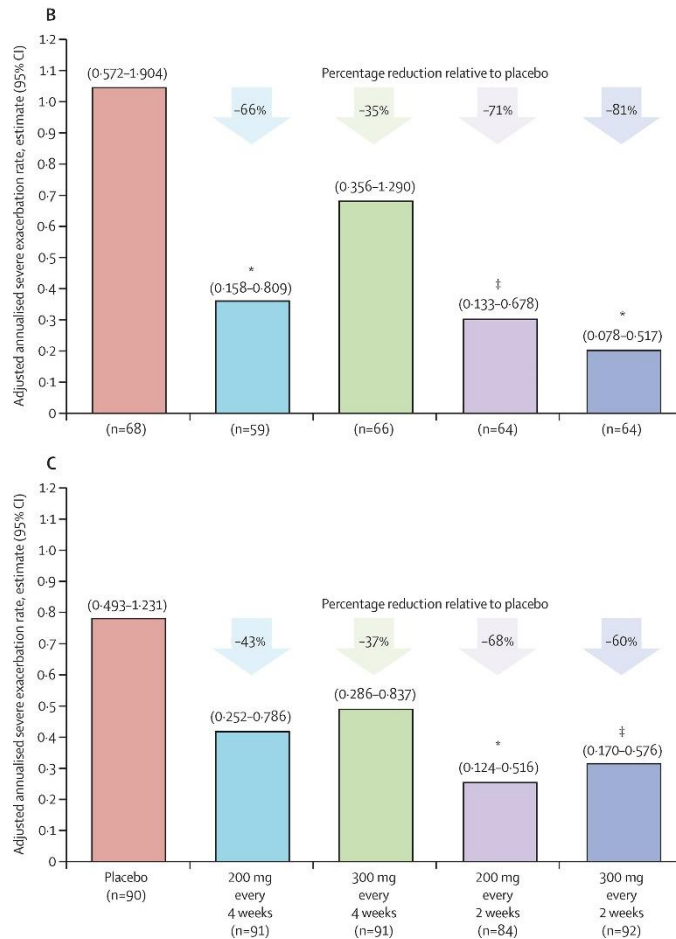 B
Adjusted annualised severe exacerbation rate, estimate (95% CI)
1·2
1·1
1·0
0·9
0·8
0·7
0·6
0·5
0·4
0·3
0·2
0·1
0
Percentage reduction relative to placebo
–66%
–35%
–71%
–81%
(0·572–1·904)
*
(0·158–0·809)
(0·356–1·290)
‡
(0·133–0·678)
*
(0·078–0·517)
(n=68)
(n=59)
(n=66)
(n=64)
(n=64)
C
Adjusted annualised severe exacerbation rate, estimate (95% CI)
1·2
1·1
1·0
0·9
0·8
0·7
0·6
0·5
0·4
0·3
0·2
0·1
0
Percentage reduction relative to placebo
–43%
–37%
–68%
–60%
(0·493–1·231)
(0·252–0·786)
(0·286–0·837)
*
(0·124–0·516)
‡
(0·170–0·576)
Placebo
(n=90)
200 mg
every
4 weeks
(n=91)
300 mg
every
4 weeks
(n=91)
200 mg
every
2 weeks
(n=84)
300 mg
every
2 weeks
(n=92)